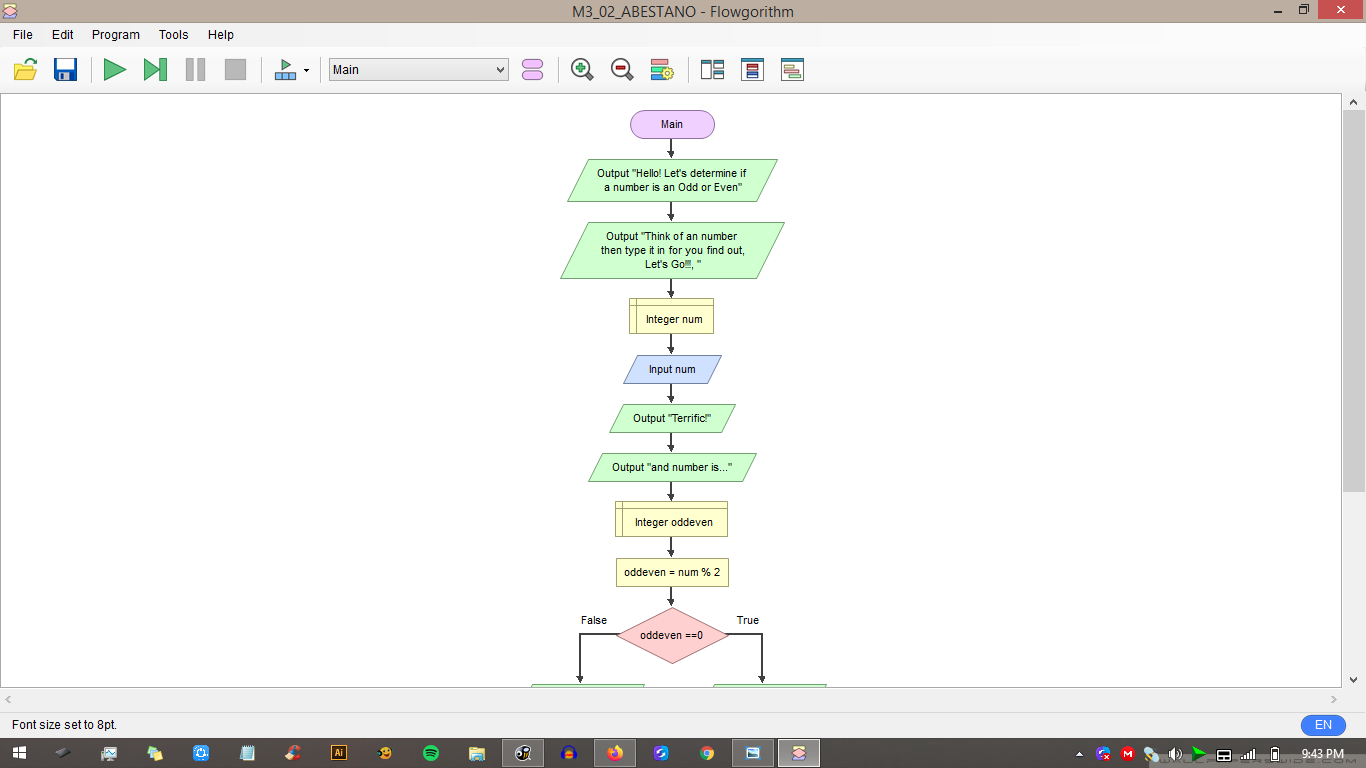 M3_02_ABESTANO - Flowgorithm
File Edit Program Tools Help
Main
Main
Output "Hello! Let's determine if
a number is an Odd or Even"
Output "Think of an number
then type it in for you find out,
Let's Go , "
Integer num
Input num
Output "Terrific!"
Output "and number is..."
Integer oddeven
oddeven = num % 2
False
True
oddeven ==0
Font size set to 8pt.
EN
Ai
9:43 PM